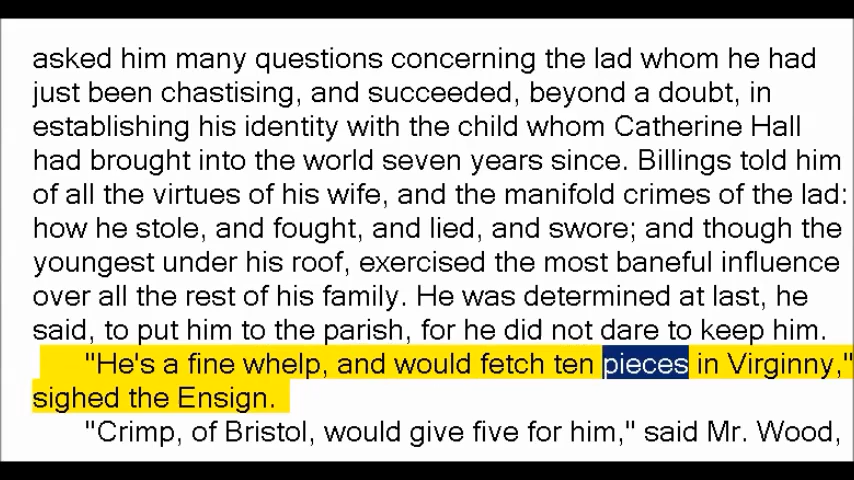 asked him many questions concerning the lad whom he had
just been chastising, and succeeded, beyond a doubt, in
establishing his identity with the child whom Catherine Hall
had brought into the world seven years since. Billings told him
of all the virtues of his wife, and the manifold crimes of the lad:
how he stole, and fought, and lied, and swore; and though the
youngest under his roof, exercised the most baneful influence
over all the rest of his family. He was determined at last, he
said, to put him to the parish, for he did not dare to keep him.
"He's a fine whelp, and would fetch ten pieces in Virginny,"
sighed the Ensign.
"Crimp, of Bristol, would give five for him," said Mr. Wood,